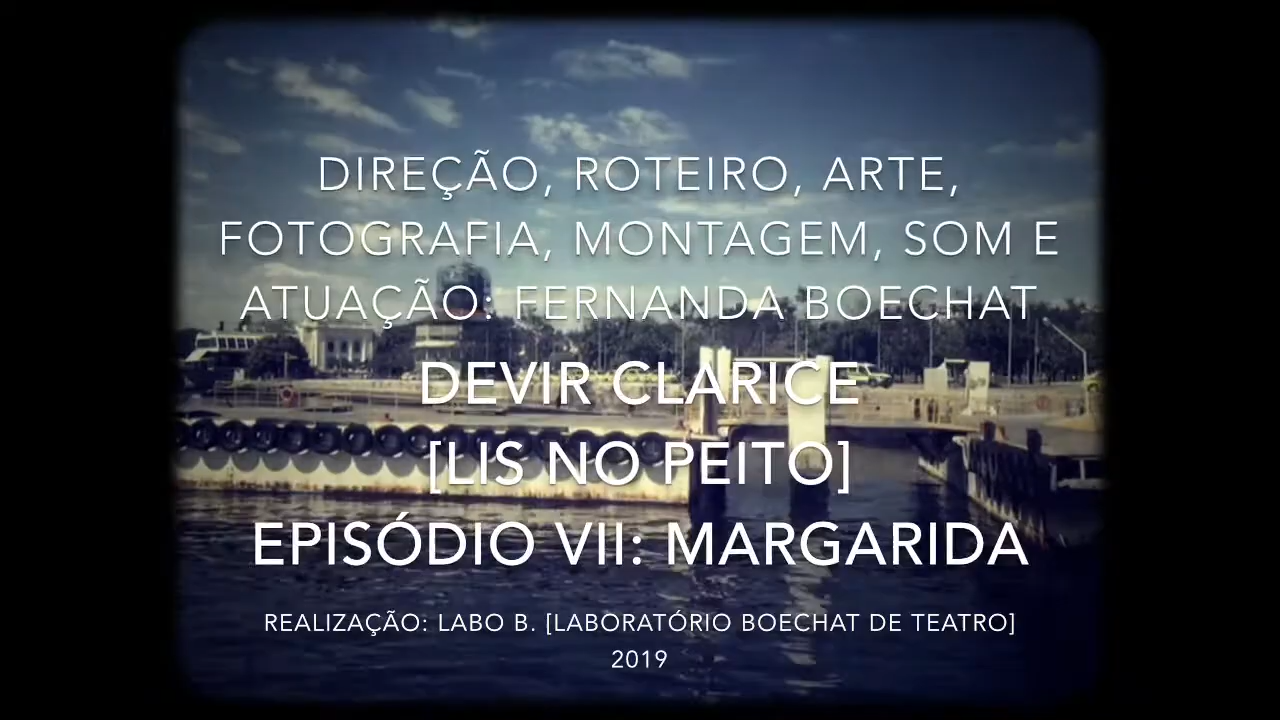 DIREÇÃO, ROTEIRO, ARTE,
FOTOGRAFIA, MONTAGEM, SOM E
ATUAÇÃO: FERNANDA BOECHAT
DEVIR CLARICE
[LIS NO PEITO]
EPISÓDIO VII: MARGARIDA
REALIZAÇÃO: LABO B. [LABORATÓRIO BOECHAT DE TEATRO]
2019